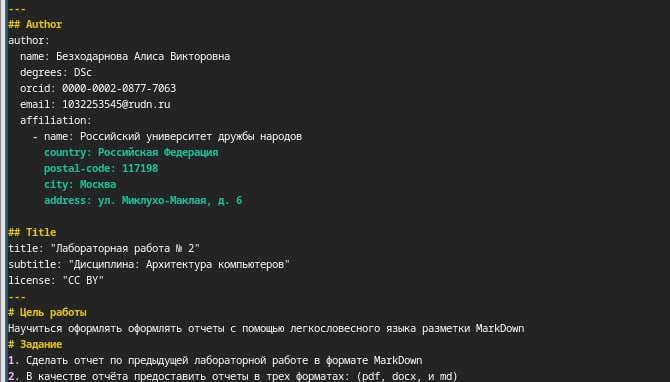 ---
## Author
author:
  name: Безходарнова Алиса Викторовна
  degrees: DSc
  orcid: 0000-0002-0877-7063
  email: 1032253545@rudn.ru
  affiliation:
    - name: Российский университет дружбы народов
      country: Российская Федерация
      postal-code: 117198
      city: Москва
      address: ул. Миклухо-Маклая, д. 6

## Title
title: "Лабораторная работа № 2"
subtitle: "Дисциплина: Архитектура компьютеров"
license: "CC BY"
---
# Цель работы
Научиться оформлять оформлять отчеты с помощью легкословесного языка разметки MarkDown
# Задание
1. Сделать отчет по предыдущей лабораторной работе в формате MarkDown
2. В качестве отчёта предоставить отчеты в трех форматах: (pdf, docx, и md)